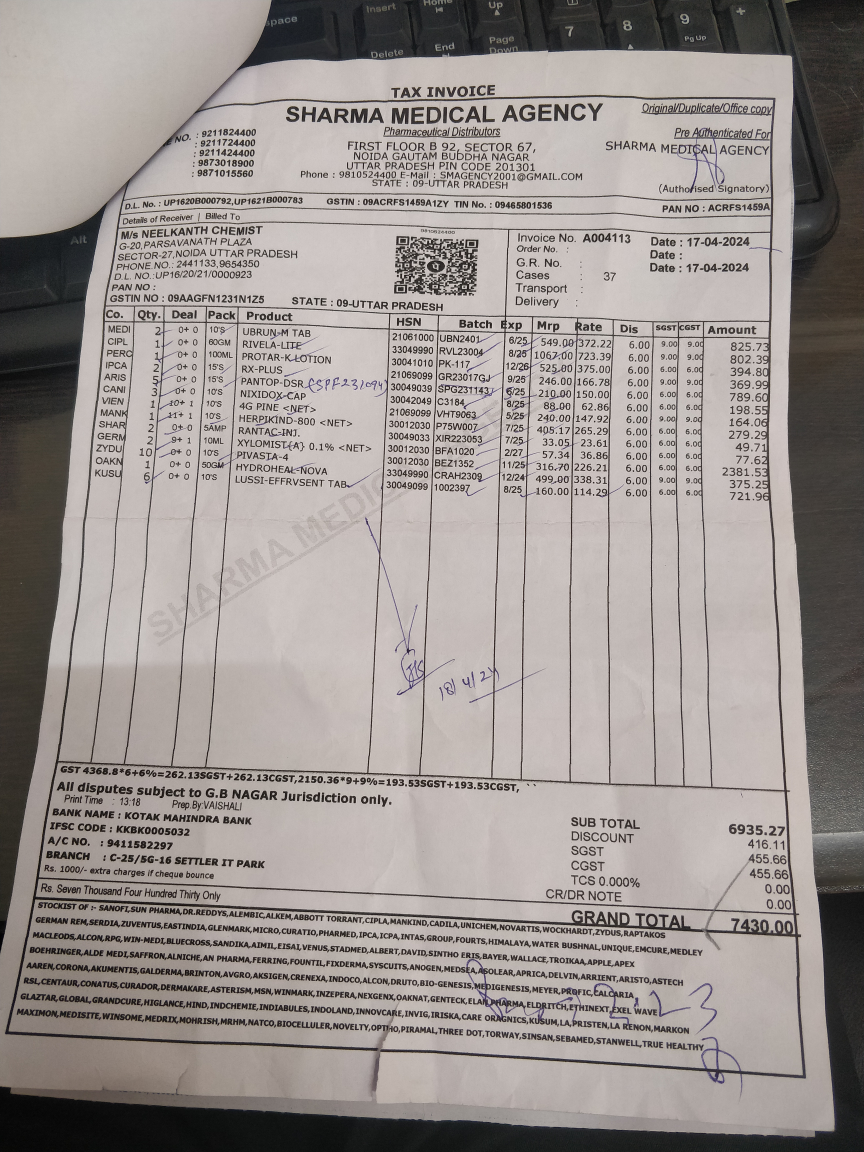 TAX INVOICE
SHARMA MEDICAL AGENCY
Original/Duplicate/Office copy
Pharmaceutical Distributors
FIRST FLOOR B 92, SECTOR 67,
NOIDA GAUTAM BUDDHA NAGAR
UTTAR PRADESH PIN CODE 201301
Phone : 9810524400 E-Mail : SMAGENCY2001@GMAIL.COM
STATE : 09-UTTAR PRADESH
NO. : 9211824400
: 9211724400
: 9211424400
: 9873018900
: 9871015560
Pre Authenticated For
SHARMA MEDICAL AGENCY
(Authorised Signatory)
D.L. No. : UP1620B000792,UP1621B000783 GSTIN : 09ACRFS1459A1ZY TIN No. : 09465801536 PAN NO : ACRFS1459A
Details of Receiver | Billed To
M/s NEELKANTH CHEMIST
G-20,PARSAVANATH PLAZA
SECTOR-27,NOIDA UTTAR PRADESH
PHONE.NO.: 2441133,9654350
D.L. NO.:UP16/20/21/0000923
PAN NO :
GSTIN NO : 09AAGFN1231N1Z5 STATE : 09-UTTAR PRADESH
9810524400
Invoice No. A004113 Date : 17-04-2024
Order No. : Date :
G.R. No. : Date : 17-04-2024
Cases : 37
Transport :
Delivery :
Co. Qty. Deal Pack Product HSN Batch Exp Mrp Rate Dis SGST CGST Amount
MEDI 2 0+ 0 10'S UBRUN-M TAB 21061000 UBN2401 6/25 549.00 372.22 6.00 9.00 9.00 825.73
CIPL 1 0+ 0 60GM RIVELA-LITE 33049990 RVL23004 8/25 1067.00 723.39 6.00 9.00 9.00 802.39
PERC 1 0+ 0 100ML PROTAR-K LOTION 30041010 PK-117 12/26 525.00 375.00 6.00 6.00 6.00 394.80
IPCA 2 0+ 0 15'S RX-PLUS 21069099 GR23017GJ 9/25 246.00 166.78 6.00 9.00 9.00 369.99
ARIS 5 0+ 0 15'S PANTOP-DSR (SPF231094) 30049039 SPG231143 6/25 210.00 150.00 6.00 6.00 6.00 789.60
CANI 3 0+ 0 10'S NIXIDOX-CAP 30042049 C3184 8/25 88.00 62.86 6.00 6.00 6.00 198.55
VIEN 1 10+ 1 10'S 4G PINE <NET> 21069099 VHT9063 5/25 240.00 147.92 6.00 9.00 9.00 164.06
MANK 1 11+ 1 10'S HERPIKIND-800 <NET> 30012030 P75W007 7/25 405.17 265.29 6.00 6.00 6.00 279.29
SHAR 2 0+ 0 5AMP RANTAC-INJ. 30049033 XIR223053 7/25 33.05 23.61 6.00 6.00 6.00 49.71
GERM 2 9+ 1 10ML XYLOMIST{A} 0.1% <NET> 30012030 BFA1020 2/27 57.34 36.86 6.00 6.00 6.00 77.62
ZYDU 10 0+ 0 10'S PIVASTA-4 30012030 BEZ1352 11/25 316.70 226.21 6.00 6.00 6.00 2381.53
OAKN 1 0+ 0 50GM HYDROHEAL-NOVA 33049990 CRAH2309 12/24 499.00 338.31 6.00 9.00 9.00 375.25
KUSU 6 0+ 0 10'S LUSSI-EFFRVSENT TAB 30049099 1002397 8/25 160.00 114.29 6.00 6.00 6.00 721.96
SHARMA MEDIC
18/4/24
GST 4368.8*6+6%=262.13SGST+262.13CGST,2150.36*9+9%=193.53SGST+193.53CGST, ``
All disputes subject to G.B NAGAR Jurisdiction only.
Print Time : 13:18 Prep.By:VAISHALI
BANK NAME : KOTAK MAHINDRA BANK
IFSC CODE : KKBK0005032
A/C NO. : 9411582297
BRANCH : C-25/5G-16 SETTLER IT PARK
Rs. 1000/- extra charges if cheque bounce
SUB TOTAL 6935.27
DISCOUNT 416.11
SGST 455.66
CGST 455.66
TCS 0.000% 0.00
CR/DR NOTE 0.00
Rs. Seven Thousand Four Hundred Thirty Only
GRAND TOTAL 7430.00
STOCKIST OF :- SANOFI,SUN PHARMA,DR.REDDYS,ALEMBIC,ALKEM,ABBOTT TORRANT,CIPLA,MANKIND,CADILA,UNICHEM,NOVARTIS,WOCKHARDT,ZYDUS,RAPTAKOS
GERMAN REM,SERDIA,ZUVENTUS,EASTINDIA,GLENMARK,MICRO,CURATIO,PHARMED,IPCA,ICPA,INTAS,GROUP,FOURTS,HIMALAYA,WATER BUSHNAL,UNIQUE,EMCURE,MEDLEY
MACLEODS,ALCON,RPG,WIN-MEDI,BLUECROSS,SANDIKA,AIMIL,EISAI,VENUS,STADMED,ALBERT,DAVID,SINTHO ERIS,BAYER,WALLACE,TROIKAA,APPLE,APEX
BOEHRINGER,ALDE MEDI,SAFFRON,ALNICHE,AN PHARMA,FERRING,FOUNTIL,FIXDERMA,SYSCUITS,ANOGEN,MEDSEA,ASOLEAR,APRICA,DELVIN,ARRIENT,ARISTO,ASTECH
AAREN,CORONA,AKUMENTIS,GALDERMA,BRINTON,AVGRO,AKSIGEN,CRENEXA,INDOCO,ALCON,DRUTO,BIO-GENESIS,MEDIGENESIS,MEYER,PROFIC,CALCARIA
RSL,CENTAUR,CONATUS,CURADOR,DERMAKARE,ASTERISM,MSN,WINMARK,INZEPERA,NEXGENX,OAKNAT,GENTECK,ELAN PHARMA,ELDRITCH,ETHINEXT,EXEL WAVE
GLAZTAR,GLOBAL,GRANDCURE,HIGLANCE,HIND,INDCHEMIE,INDIABULES,INDOLAND,INNOVCARE,INVIG,IRISKA,CARE ORAGNICS,KUSUM,LA,PRISTEN,LA RENON,MARKON
MAXIMON,MEDISITE,WINSOME,MEDRIX,MOHRISH,MRHM,NATCO,BIOCELLULER,NOVELTY,OPTHO,PIRAMAL,THREE DOT,TORWAY,SINSAN,SEBAMED,STANWELL,TRUE HEALTHY
space
Insert
Home
Up
Delete
End
Page Down
7
8
9
PgUp
+
Alt